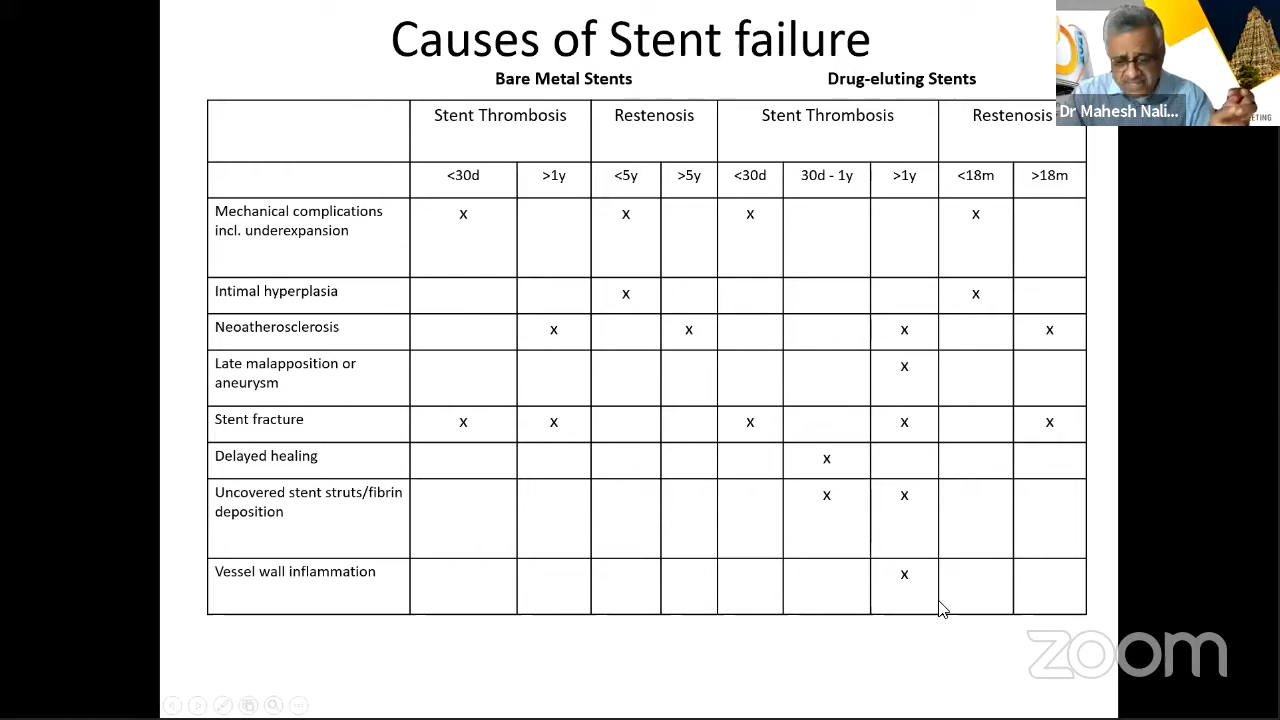 Causes of Stent failure
Bare Metal Stents Drug-eluting Stents
Stent Thrombosis Restenosis Stent Thrombosis Restenosis
<30d >1y <5y >5y <30d 30d - 1y >1y <18m >18m
Mechanical complications
incl. underexpansion
x x x x
Intimal hyperplasia x x
Neoatherosclerosis x x x x
Late malapposition or
aneurysm
x
Stent fracture x x x x x
Delayed healing x
Uncovered stent struts/fibrin
deposition
x x
Vessel wall inflammation x
Dr Mahesh Nali...
zoom